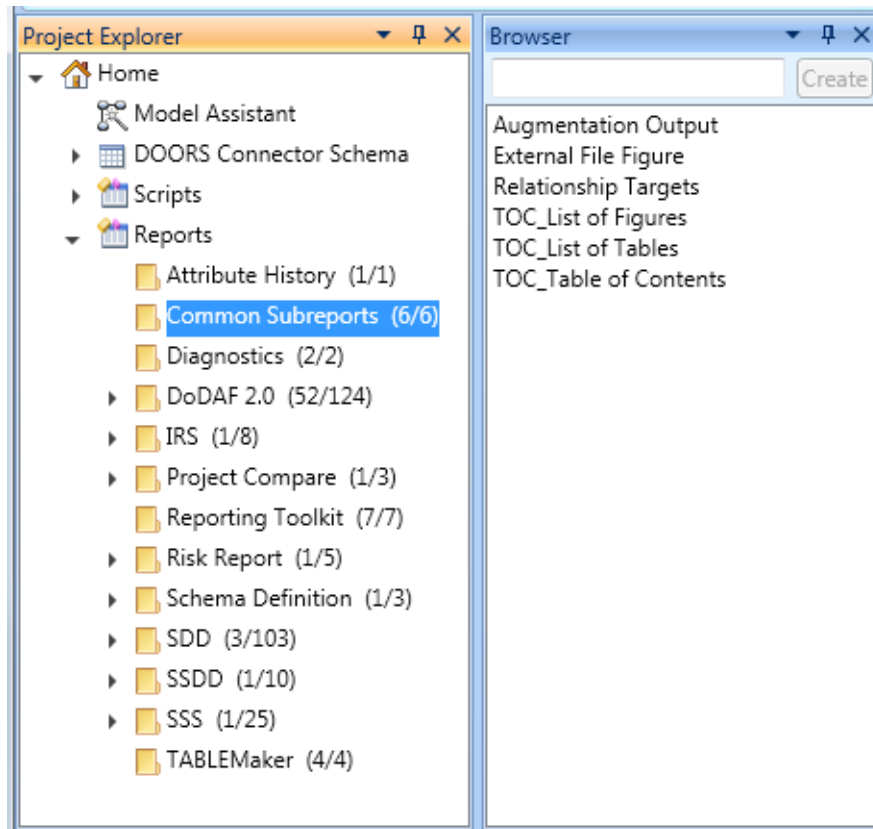 Project Explorer
Home
Model Assistant
DOORS Connector Schema
Scripts
Reports
Attribute History (1/1)
Common Subreports (6/6)
Diagnostics (2/2)
DoDAF 2.0 (52/124)
IRS (1/8)
Project Compare (1/3)
Reporting Toolkit (7/7)
Risk Report (1/5)
Schema Definition (1/3)
SDD (3/103)
SSDD (1/10)
SSS (1/25)
TABLEMaker (4/4)
Browser
Create
Augmentation Output
External File Figure
Relationship Targets
TOC_List of Figures
TOC_List of Tables
TOC_Table of Contents